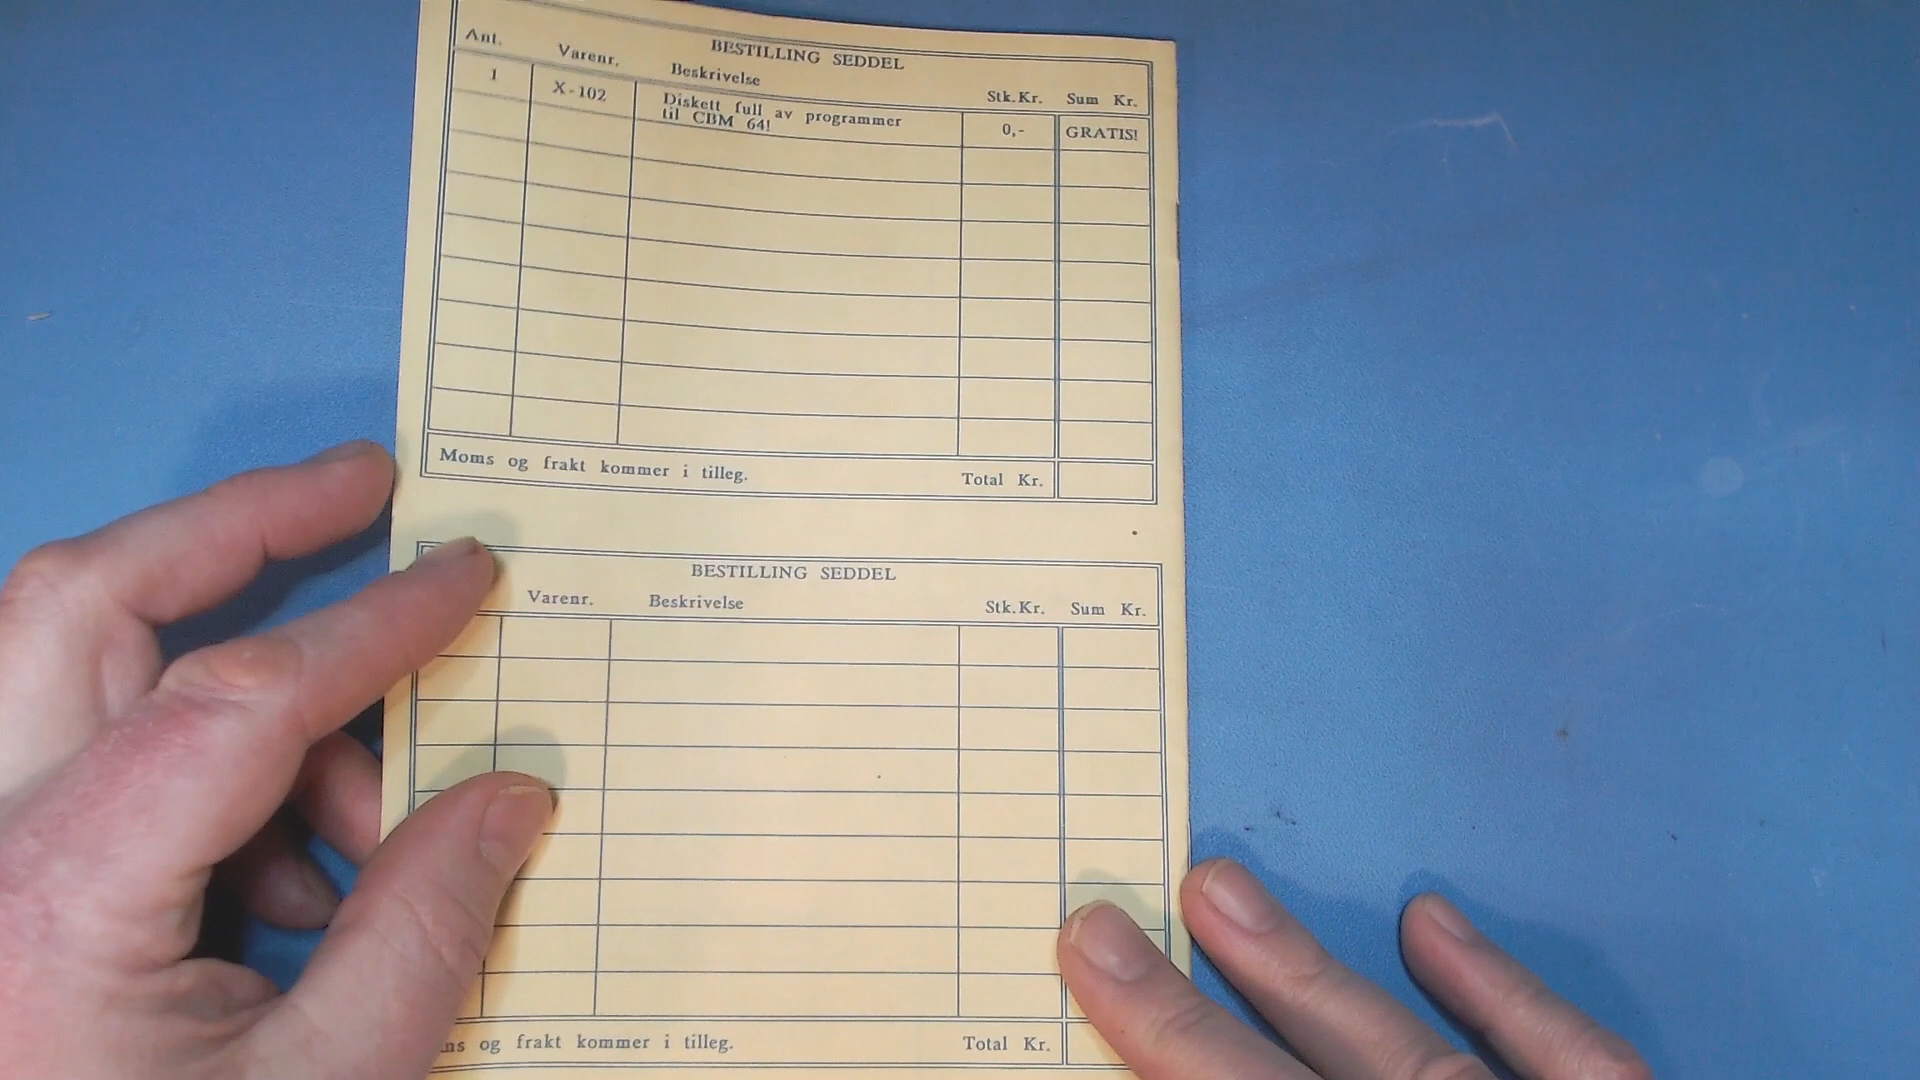 BESTILLING SEDDEL
Ant. Varenr. Beskrivelse Stk.Kr. Sum Kr.
1 X-102 Diskett full av programmer
til CBM 64! 0,- GRATIS!
Moms og frakt kommer i tilleg. Total Kr.
BESTILLING SEDDEL
Varenr. Beskrivelse Stk.Kr. Sum Kr.
og frakt kommer i tilleg. Total Kr.